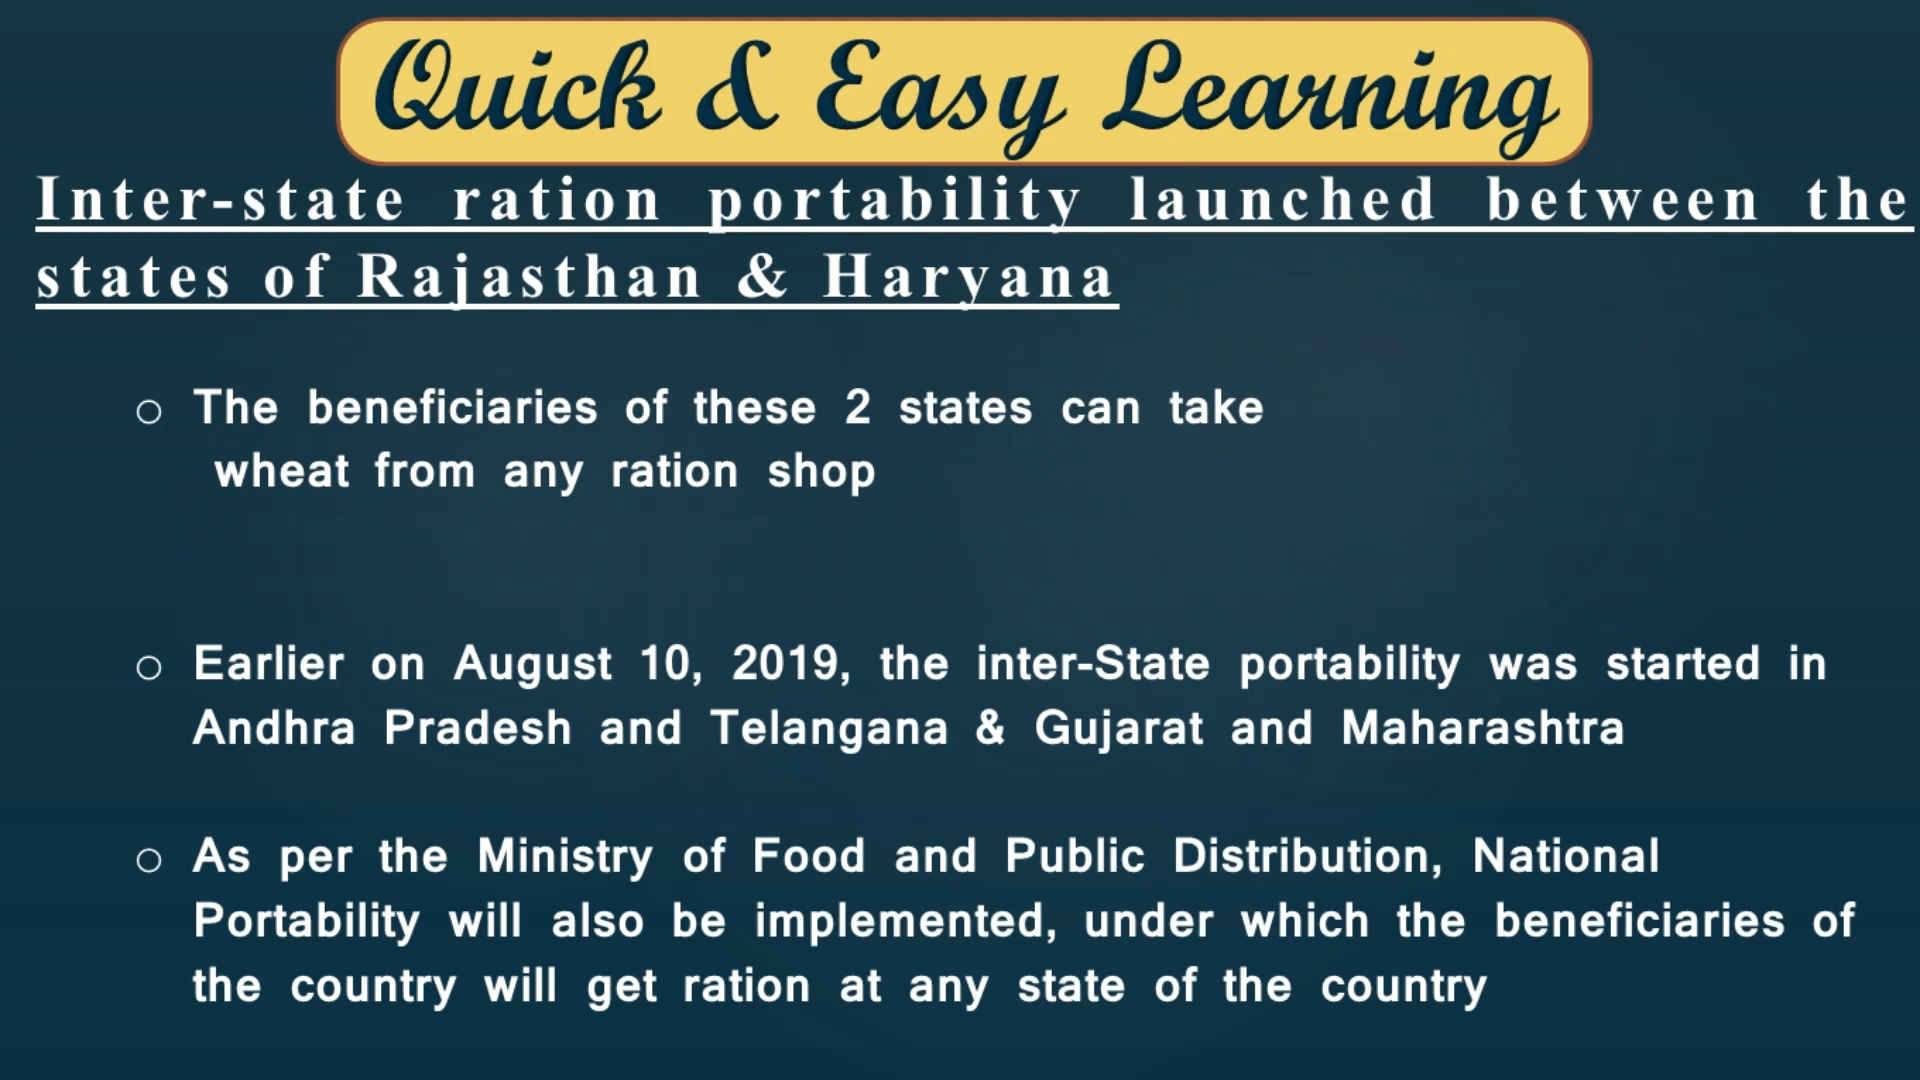 Quick & Easy Learning
Inter-state ration portability launched between the
states of Rajasthan & Haryana
○ The beneficiaries of these 2 states can take
wheat from any ration shop
○ Earlier on August 10, 2019, the inter-State portability was started in
Andhra Pradesh and Telangana & Gujarat and Maharashtra
○ As per the Ministry of Food and Public Distribution, National
Portability will also be implemented, under which the beneficiaries of
the country will get ration at any state of the country